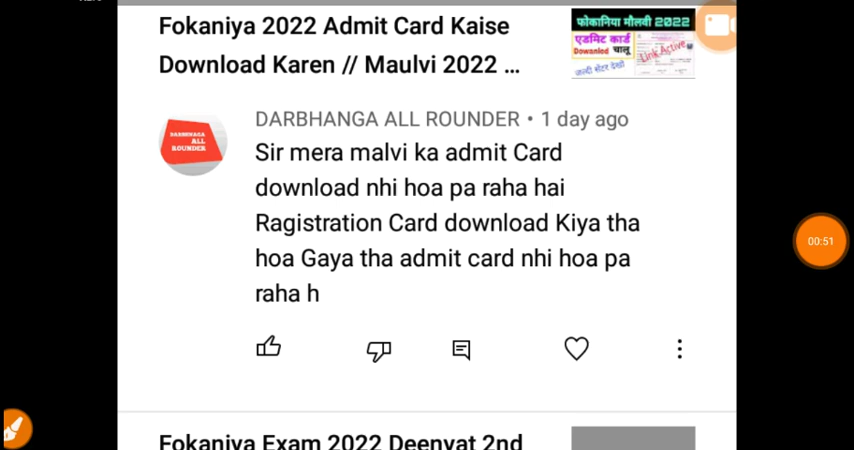 Fokaniya 2022 Admit Card Kaise
Download Karen // Maulvi 2022 ...
फोकानिया मौलवी 2022
एडमिट कार्ड
Downanled चालू
Link Active
DARBHANGA ALL ROUNDER • 1 day ago
DARBHNAGA
ALL
ROUNDER
Sir mera malvi ka admit Card
download nhi hoa pa raha hai
Ragistration Card download Kiya tha
hoa Gaya tha admit card nhi hoa pa
raha h
00:51
Fokaniya Exam 2022 Deenyat 2nd